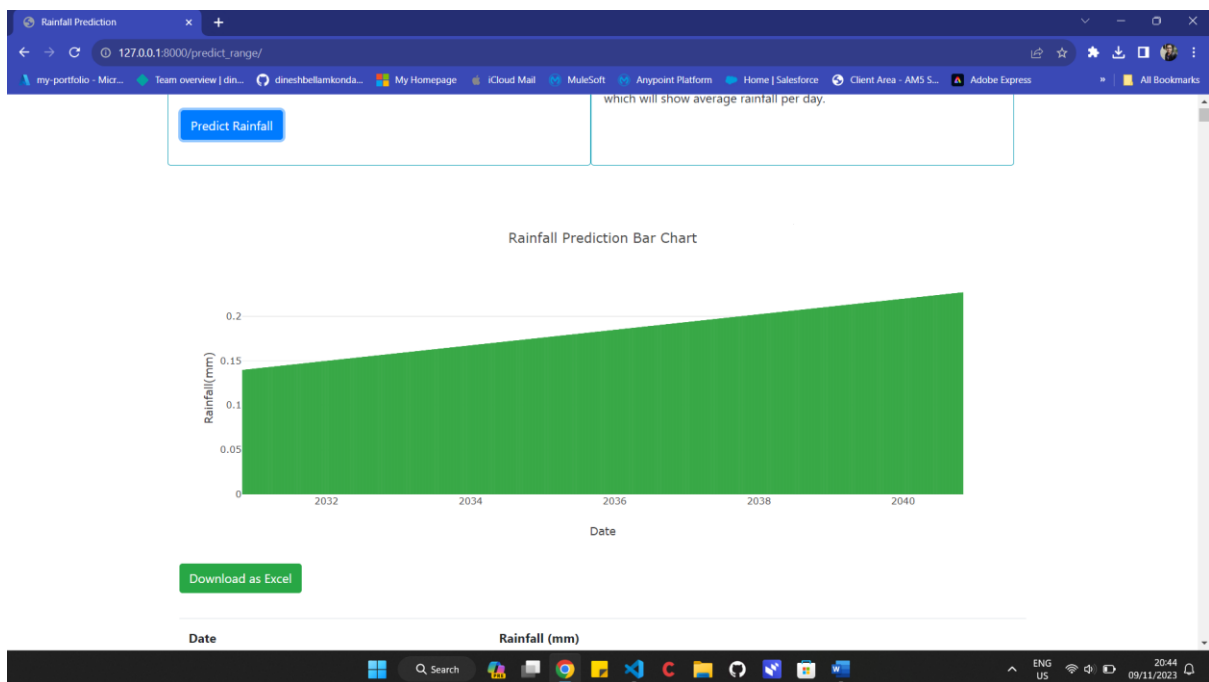 Rainfall Prediction
127.0.0.1:8000/predict_range/
my-portfolio - Micr... Team overview | din... dineshbellamkonda... My Homepage iCloud Mail MuleSoft Anypoint Platform Home | Salesforce Client Area - AM5 S... Adobe Express » All Bookmarks
which will show average rainfall per day.
Predict Rainfall
Rainfall Prediction Bar Chart
0.2
0.15
0.1
0.05
0
Rainfall(mm)
2032 2034 2036 2038 2040
Date
Download as Excel
Date Rainfall (mm)
Search
ENG
US
20:44
09/11/2023